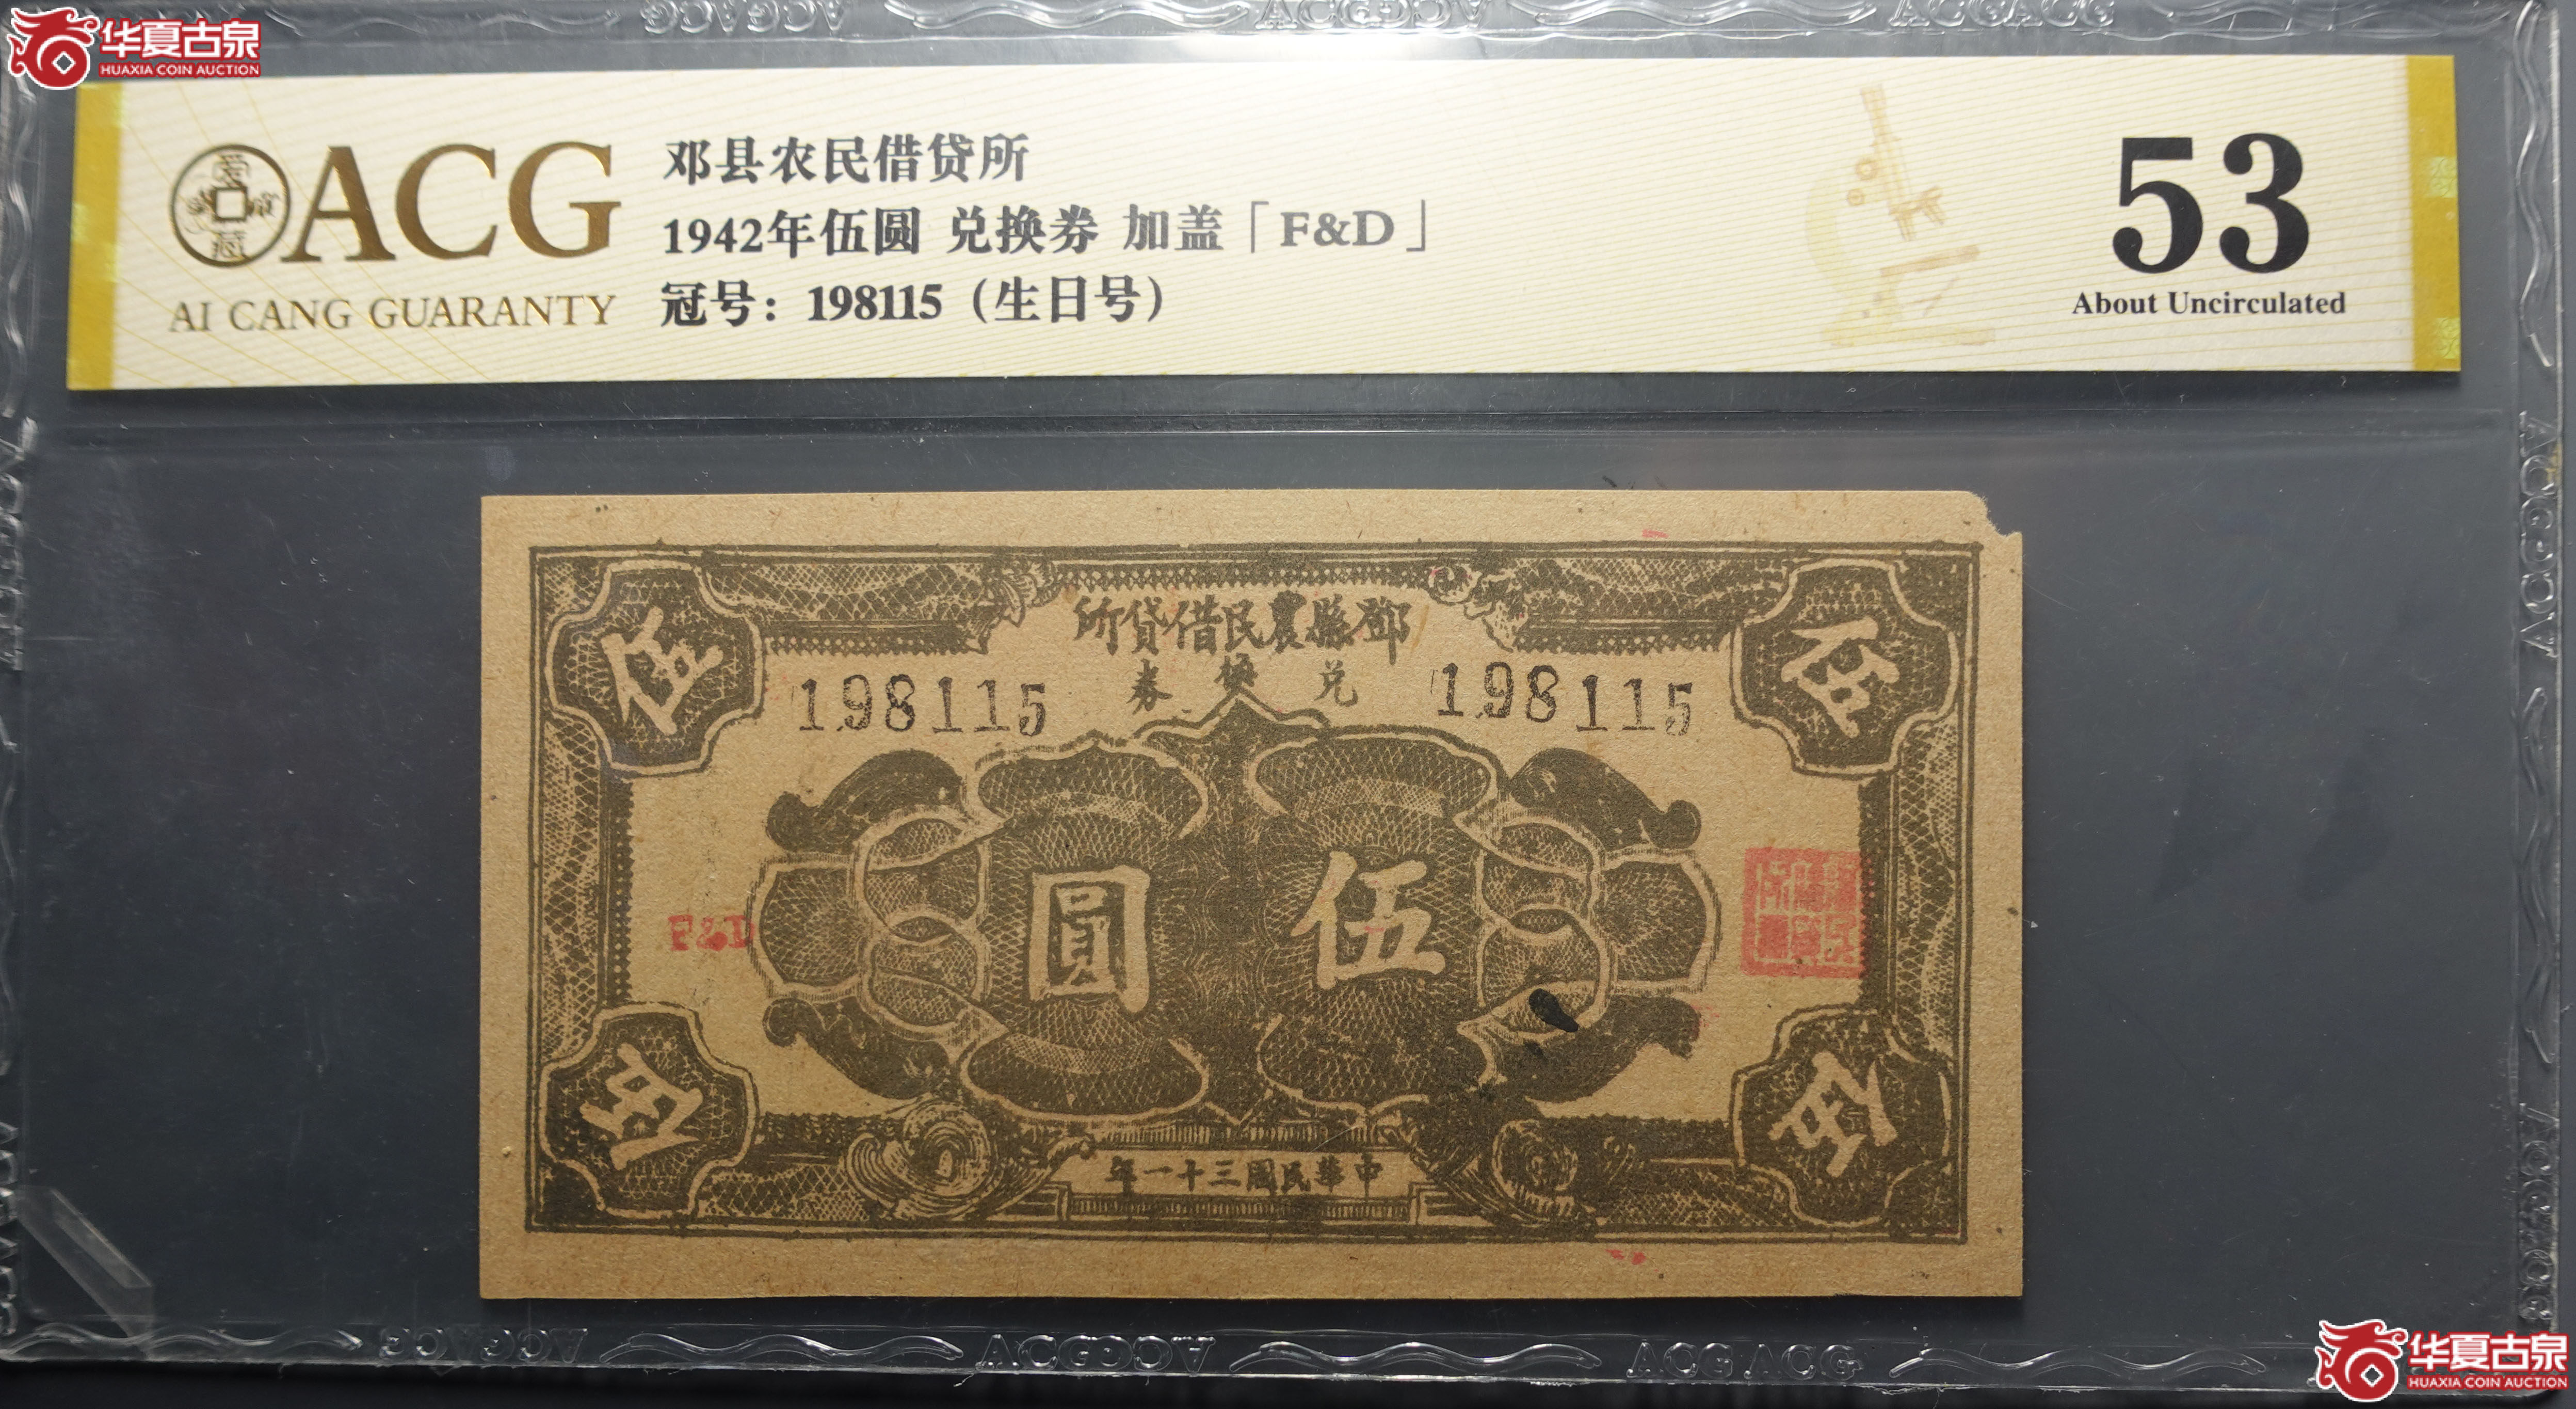 华夏古泉
HUAXIA COIN AUCTION
爱藏
ACG
AI CANG GUARANTY
邓县农民借贷所
1942年伍圆 兑换券 加盖「F&D」
冠号：198115（生日号）
53
About Uncirculated
所貸借民農縣鄧
券換兑
198115
198115
伍
伍
圓伍
F&D
伍
伍
年一十三國民華中
华夏古泉
HUAXIA COIN AUCTION